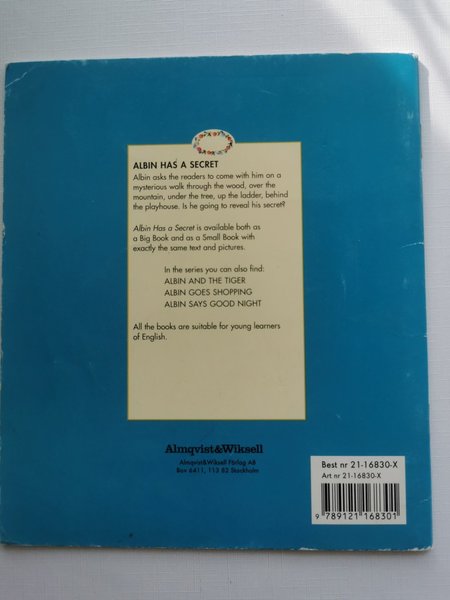 ALBIN HAS A SECRET
Albin asks the readers to come with him on a
mysterious walk through the wood, over the
mountain, under the tree, up the ladder, behind
the playhouse. Is he going to reveal his secret?
Albin Has a Secret is available both as
a Big Book and as a Small Book with
exactly the same text and pictures.
In the series you can also find:
ALBIN AND THE TIGER
ALBIN GOES SHOPPING
ALBIN SAYS GOOD NIGHT
All the books are suitable for young learners
of English.
Almqvist&Wiksell
Almqvist&Wiksell Förlag AB
Box 6411, 113 82 Stockholm
Best nr 21-16830-X
Art nr 21-16830-X
9 789121 168301